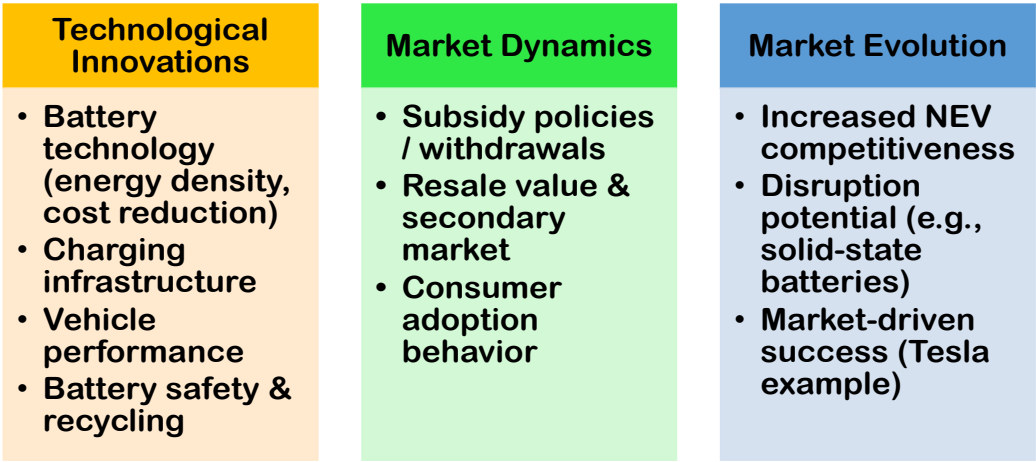 Technological
Innovations
• Battery
technology
(energy density,
cost reduction)
• Charging
infrastructure
• Vehicle
performance
• Battery safety &
recycling
Market Dynamics
• Subsidy policies
/ withdrawals
• Resale value &
secondary
market
• Consumer
adoption
behavior
Market Evolution
• Increased NEV
competitiveness
• Disruption
potential (e.g.,
solid-state
batteries)
• Market-driven
success (Tesla
example)